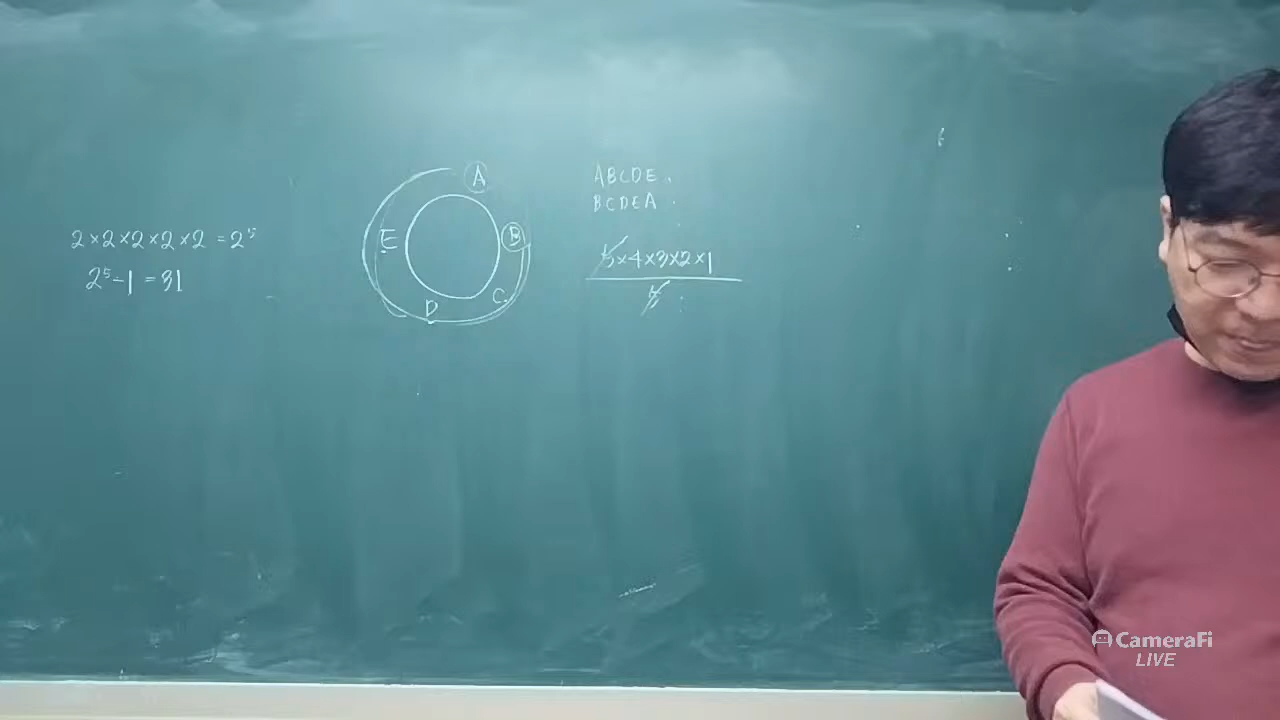 2×2×2×2×2=2⁵
2⁵-1=31
A
B
C
D
E
ABCDE
BCDEA
5×4×3×2×1
5
CameraFi
LIVE